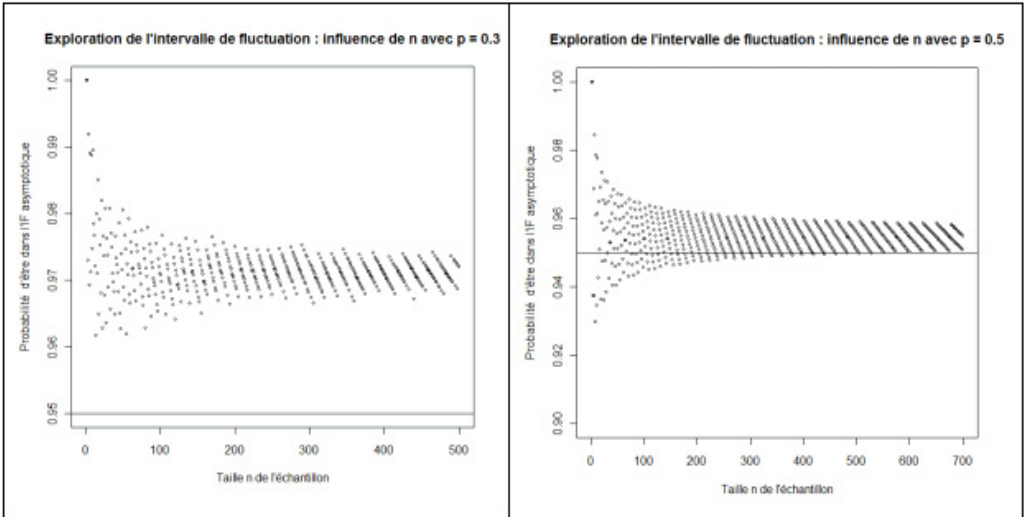 Exploration de l'intervalle de fluctuation : influence de n avec p = 0.3
Probabilité d'être dans l'IF asymptotique
1.00
0.99
0.98
0.97
0.96
0.95
0 100 200 300 400 500
Taille n de l'échantillon
Exploration de l'intervalle de fluctuation : influence de n avec p = 0.5
Probabilité d'être dans l'IF asymptotique
1.00
0.98
0.96
0.94
0.92
0.90
0 100 200 300 400 500 600 700
Taille n de l'échantillon